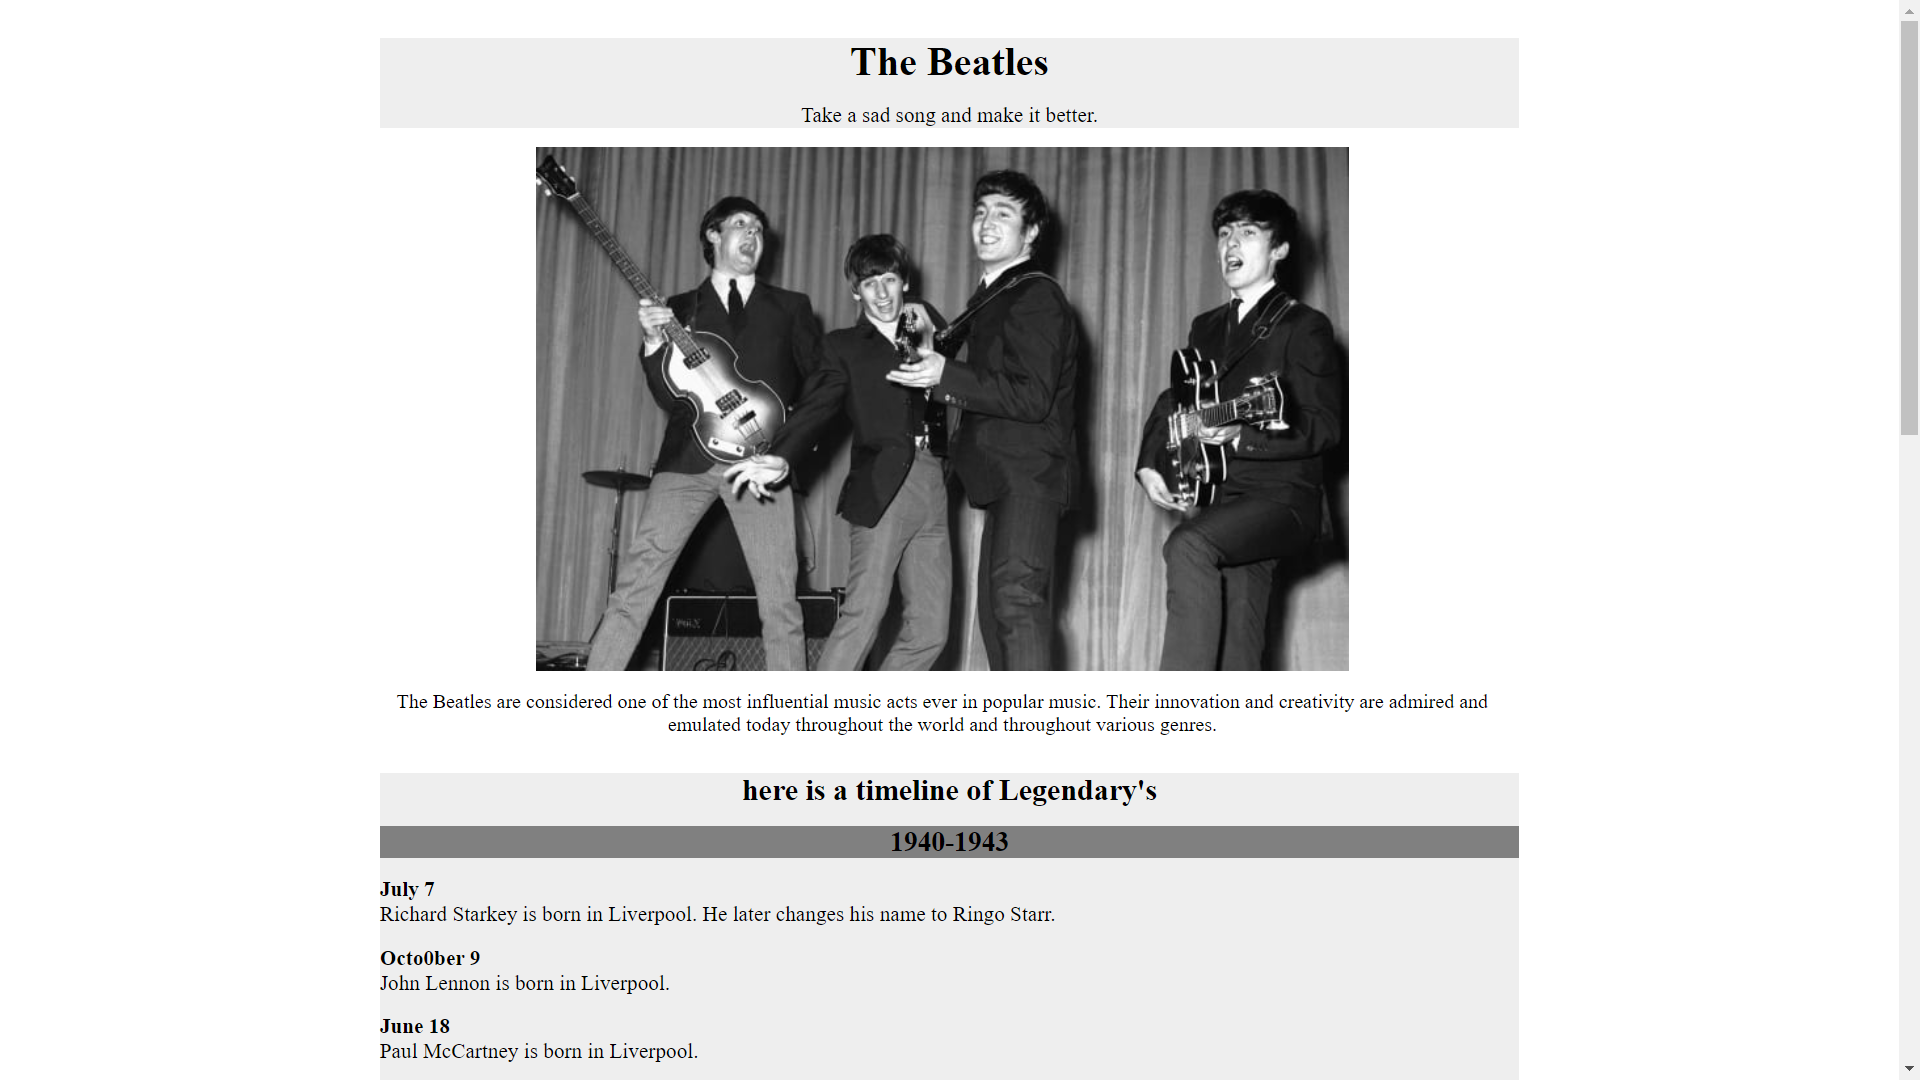 The Beatles
Take a sad song and make it better.
The Beatles are considered one of the most influential music acts ever in popular music. Their innovation and creativity are admired and
emulated today throughout the world and throughout various genres.
here is a timeline of Legendary's
1940-1943
July 7
Richard Starkey is born in Liverpool. He later changes his name to Ringo Starr.
Octo0ber 9
John Lennon is born in Liverpool.
June 18
Paul McCartney is born in Liverpool.